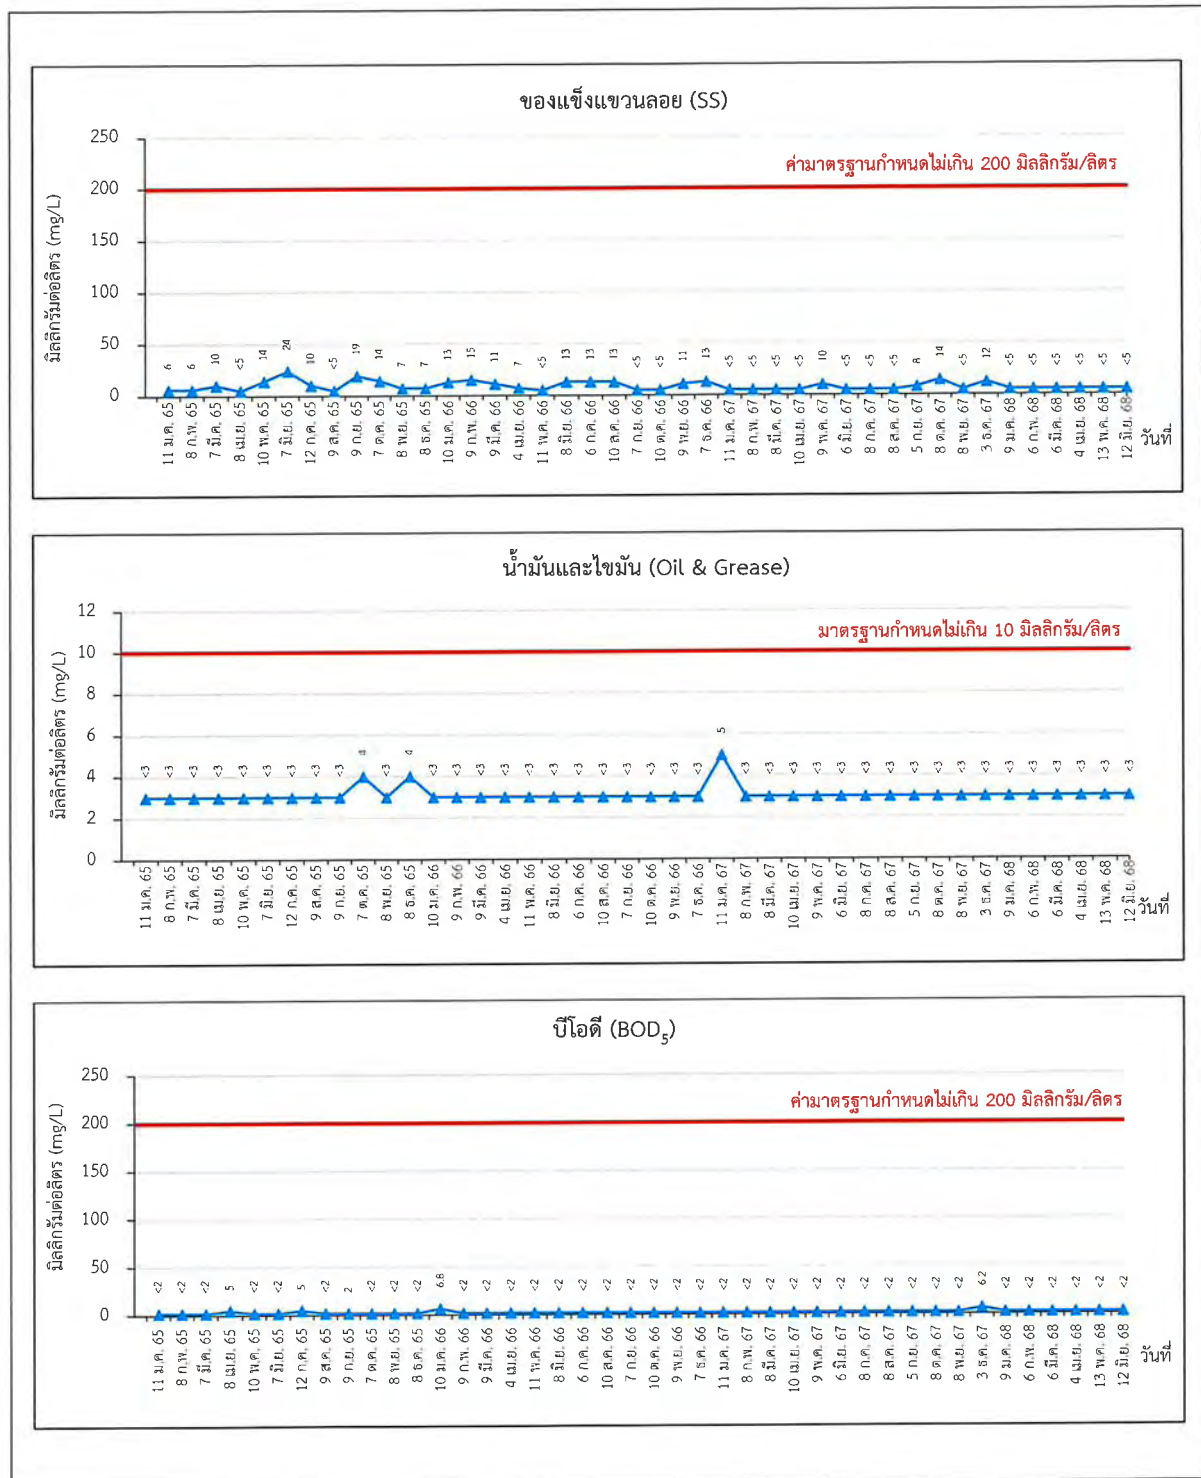 ของแข็งแขวนลอย (SS)
ค่ามาตรฐานกำหนดไม่เกิน 200 มิลลิกรัม/ลิตร
มิลลิกรัมต่อลิตร (mg/L)
250
200
150
100
50
0
6 6 10 <5 14 24 10 <5 19 14 7 7 13 15 11 7 <5 13 13 13 <5 <5 11 13 <5 <5 <5 <5 10 <5 <5 <5 8 14 <5 12 <5 <5 <5 <5 <5 <5
11 ม.ค. 65 8 ก.พ. 65 7 มี.ค. 65 8 เม.ย. 65 10 พ.ค. 65 7 มิ.ย. 65 12 ก.ค. 65 9 ส.ค. 65 9 ก.ย. 65 7 ต.ค. 65 8 พ.ย. 65 8 ธ.ค. 65 10 ม.ค. 66 9 ก.พ. 66 9 มี.ค. 66 4 เม.ย. 66 11 พ.ค. 66 8 มิ.ย. 66 6 ก.ค. 66 10 ส.ค. 66 7 ก.ย. 66 10 ต.ค. 66 9 พ.ย. 66 7 ธ.ค. 66 11 ม.ค. 67 8 ก.พ. 67 8 มี.ค. 67 10 เม.ย. 67 9 พ.ค. 67 6 มิ.ย. 67 8 ก.ค. 67 8 ส.ค. 67 5 ก.ย. 67 8 ต.ค. 67 8 พ.ย. 67 3 ธ.ค. 67 9 ม.ค. 68 6 ก.พ. 68 6 มี.ค. 68 4 เม.ย. 68 13 พ.ค. 68 12 มิ.ย. 68
วันที่
น้ำมันและไขมัน (Oil & Grease)
มาตรฐานกำหนดไม่เกิน 10 มิลลิกรัม/ลิตร
มิลลิกรัมต่อลิตร (mg/L)
12
10
8
6
4
2
0
<3 <3 <3 <3 <3 <3 <3 <3 <3 4 <3 4 <3 <3 <3 <3 <3 <3 <3 <3 <3 <3 <3 <3 5 <3 <3 <3 <3 <3 <3 <3 <3 <3 <3 <3 <3 <3 <3 <3 <3 <3
11 ม.ค. 65 8 ก.พ. 65 7 มี.ค. 65 8 เม.ย. 65 10 พ.ค. 65 7 มิ.ย. 65 12 ก.ค. 65 9 ส.ค. 65 9 ก.ย. 65 7 ต.ค. 65 8 พ.ย. 65 8 ธ.ค. 65 10 ม.ค. 66 9 ก.พ. 66 9 มี.ค. 66 4 เม.ย. 66 11 พ.ค. 66 8 มิ.ย. 66 6 ก.ค. 66 10 ส.ค. 66 7 ก.ย. 66 10 ต.ค. 66 9 พ.ย. 66 7 ธ.ค. 66 11 ม.ค. 67 8 ก.พ. 67 8 มี.ค. 67 10 เม.ย. 67 9 พ.ค. 67 6 มิ.ย. 67 8 ก.ค. 67 8 ส.ค. 67 5 ก.ย. 67 8 ต.ค. 67 8 พ.ย. 67 3 ธ.ค. 67 9 ม.ค. 68 6 ก.พ. 68 6 มี.ค. 68 4 เม.ย. 68 13 พ.ค. 68 12 มิ.ย. 68
วันที่
บีโอดี (BOD₅)
ค่ามาตรฐานกำหนดไม่เกิน 200 มิลลิกรัม/ลิตร
มิลลิกรัมต่อลิตร (mg/L)
250
200
150
100
50
0
<2 <2 <2 5 <2 <2 5 <2 2 <2 <2 <2 6.8 <2 <2 <2 <2 <2 <2 <2 <2 <2 <2 <2 <2 <2 <2 <2 <2 <2 <2 <2 <2 <2 <2 6.2 <2 <2 <2 <2 <2 <2
11 ม.ค. 65 8 ก.พ. 65 7 มี.ค. 65 8 เม.ย. 65 10 พ.ค. 65 7 มิ.ย. 65 12 ก.ค. 65 9 ส.ค. 65 9 ก.ย. 65 7 ต.ค. 65 8 พ.ย. 65 8 ธ.ค. 65 10 ม.ค. 66 9 ก.พ. 66 9 มี.ค. 66 4 เม.ย. 66 11 พ.ค. 66 8 มิ.ย. 66 6 ก.ค. 66 10 ส.ค. 66 7 ก.ย. 66 10 ต.ค. 66 9 พ.ย. 66 7 ธ.ค. 66 11 ม.ค. 67 8 ก.พ. 67 8 มี.ค. 67 10 เม.ย. 67 9 พ.ค. 67 6 มิ.ย. 67 8 ก.ค. 67 8 ส.ค. 67 5 ก.ย. 67 8 ต.ค. 67 8 พ.ย. 67 3 ธ.ค. 67 9 ม.ค. 68 6 ก.พ. 68 6 มี.ค. 68 4 เม.ย. 68 13 พ.ค. 68 12 มิ.ย. 68
วันที่